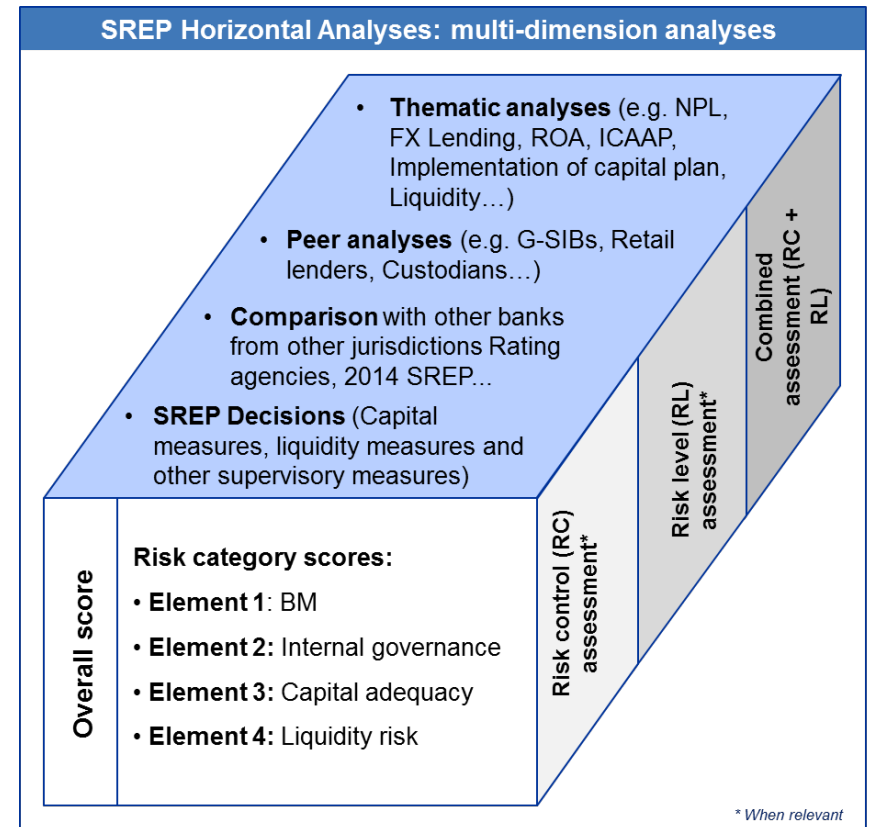 SREP Horizontal Analyses: multi-dimension analyses
• Thematic analyses (e.g. NPL,
FX Lending, ROA, ICAAP,
Implementation of capital plan,
Liquidity…)
• Peer analyses (e.g. G-SIBs, Retail
lenders, Custodians…)
• Comparison with other banks
from other jurisdictions Rating
agencies, 2014 SREP...
• SREP Decisions (Capital
measures, liquidity measures and
other supervisory measures)
Overall score
Risk category scores:
• Element 1: BM
• Element 2: Internal governance
• Element 3: Capital adequacy
• Element 4: Liquidity risk
Risk control (RC)
assessment*
Risk level (RL)
assessment*
Combined
assessment (RC +
RL)
* When relevant